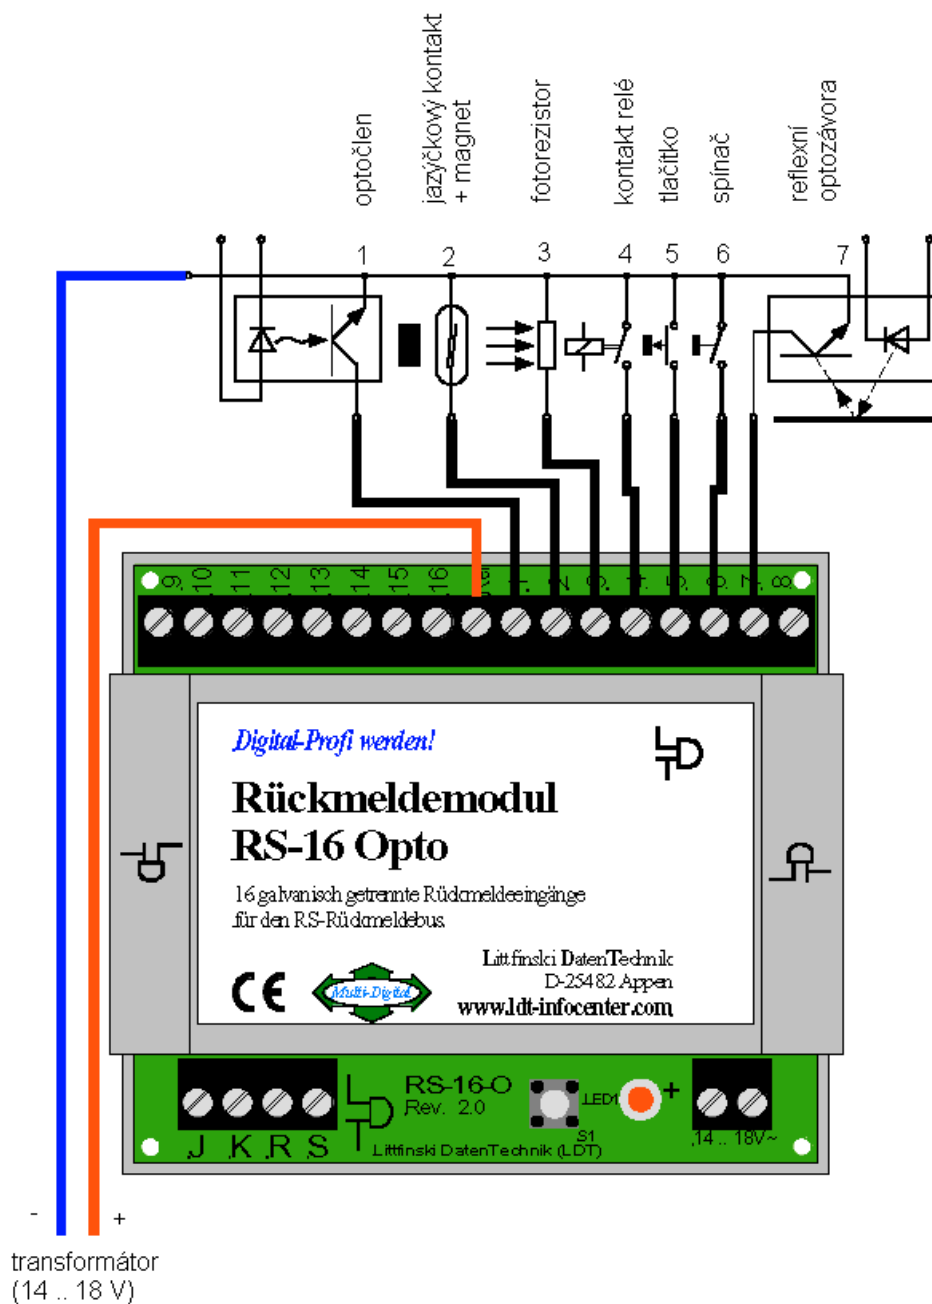 optočlen
jazýčkový kontakt
+ magnet
fotorezistor
kontakt relé
tlačítko
spínač
reflexní
optozávora
1 2 3 4 5 6 7
.9 .10 .11 .12 .13 .14 .15 .16 .1 .2 .3 .4 .5 .6 .7 .8
Digital-Profi werden!
Rückmeldemodul
RS-16 Opto
16 galvanisch getrennte Rückmeldeeingänge
für den RS-Rückmeldebus.
Littfinski DatenTechnik
D-25482 Appen
www.ldt-infocenter.com
CE
Multi-Digital
RS-16-O
Rev. 2.0
LED1
+
S1
.14 .. 18V~
.J .K .R .S
Littfinski DatenTechnik (LDT)
- +
transformátor
(14 .. 18 V)